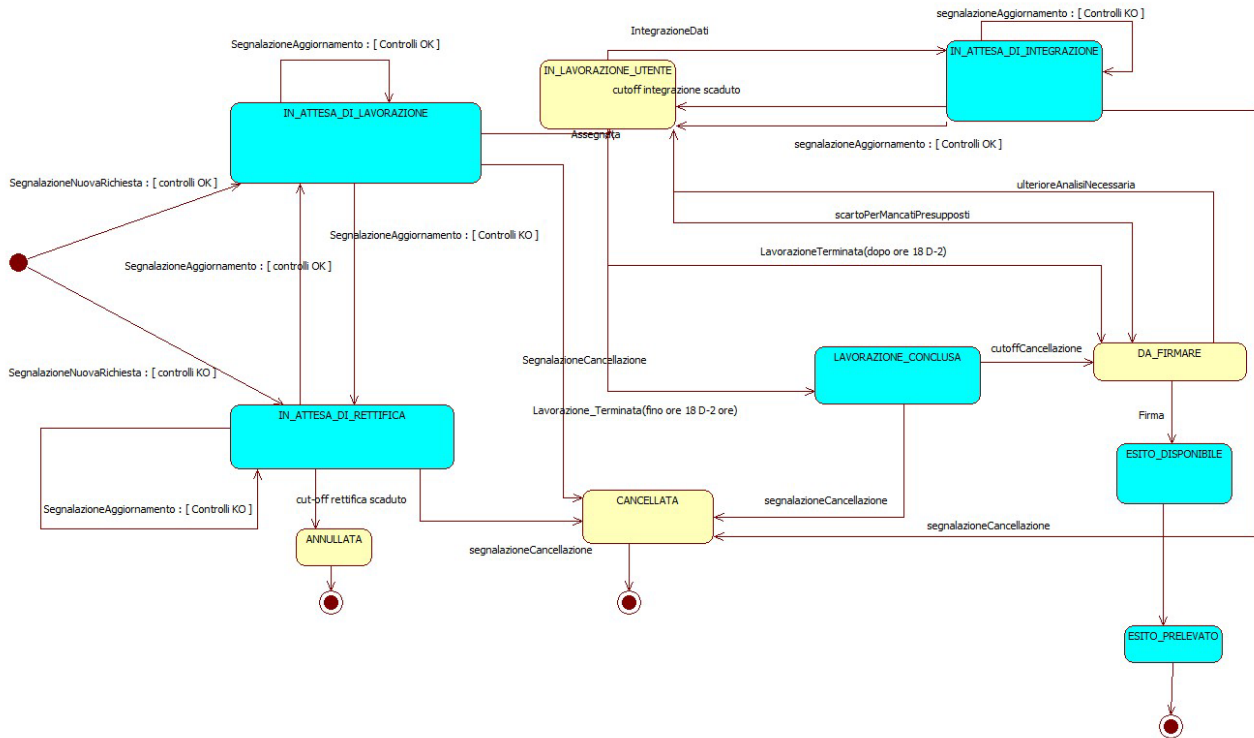 segnalazioneAggiornamento : [ Controlli KO ]
IntegrazioneDati
SegnalazioneAggiornamento : [ Controlli OK ]
IN_ATTESA_DI_INTEGRAZIONE
IN_LAVORAZIONE_UTENTE
cutoff integrazione scaduto
IN_ATTESA_DI_LAVORAZIONE
Assegnata
segnalazioneAggiornamento : [ Controlli OK ]
SegnalazioneNuovaRichiesta : [ controlli OK ]
ulterioreAnalisiNecessaria
scartoPerMancatiPresupposti
SegnalazioneAggiornamento : [ Controlli KO ]
LavorazioneTerminata(dopo ore 18 D-2)
SegnalazioneAggiornamento : [ controlli OK ]
LAVORAZIONE_CONCLUSA
cutoffCancellazione
DA_FIRMARE
SegnalazioneCancellazione
SegnalazioneNuovaRichiesta : [ controlli KO ]
Lavorazione_Terminata(fino ore 18 D-2 ore)
IN_ATTESA_DI_RETTIFICA
Firma
ESITO_DISPONIBILE
cut-off rettifica scaduto
CANCELLATA
segnalazioneCancellazione
SegnalazioneAggiornamento : [ Controlli KO ]
segnalazioneCancellazione
ANNULLATA
segnalazioneCancellazione
ESITO_PRELEVATO